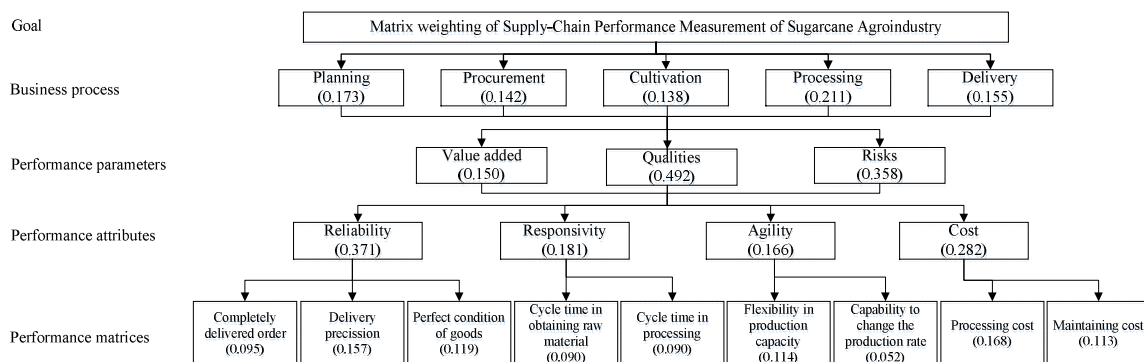 Goal
Matrix weighting of Supply-Chain Performance Measurement of Sugarcane Agroindustry
Business process
Planning
(0.173)
Procurement
(0.142)
Cultivation
(0.138)
Processing
(0.211)
Delivery
(0.155)
Performance parameters
Value added
(0.150)
Qualities
(0.492)
Risks
(0.358)
Performance attributes
Reliability
(0.371)
Responsivity
(0.181)
Agility
(0.166)
Cost
(0.282)
Performance matrices
Completely
delivered order
(0.095)
Delivery
precission
(0.157)
Perfect condition
of goods
(0.119)
Cycle time in
obtaining raw
material
(0.090)
Cycle time in
processing
(0.090)
Flexibility in
production
capacity
(0.114)
Capability to
change the
production rate
(0.052)
Processing cost
(0.168)
Maintaining cost
(0.113)